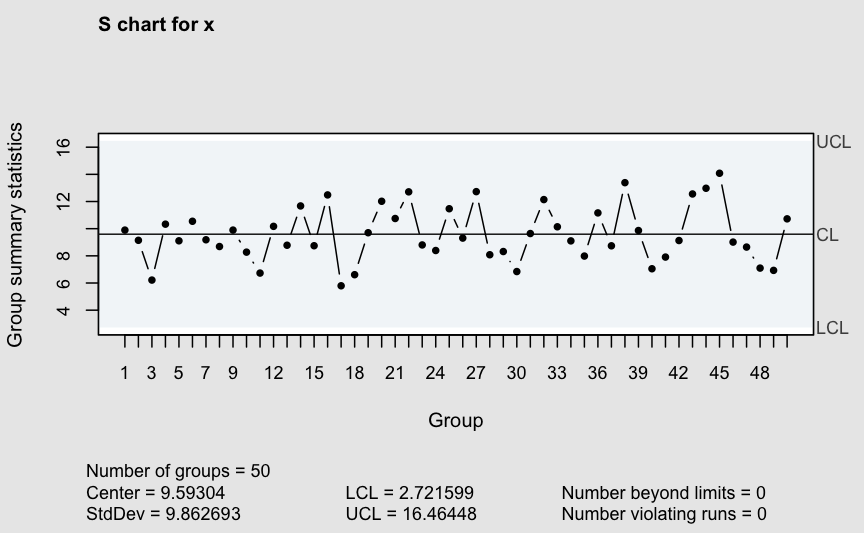 S chart for x
Group summary statistics
16
12
8
6
4
UCL
CL
LCL
1 3 5 7 9 12 15 18 21 24 27 30 33 36 39 42 45 48
Group
Number of groups = 50
Center = 9.59304 LCL = 2.721599 Number beyond limits = 0
StdDev = 9.862693 UCL = 16.46448 Number violating runs = 0